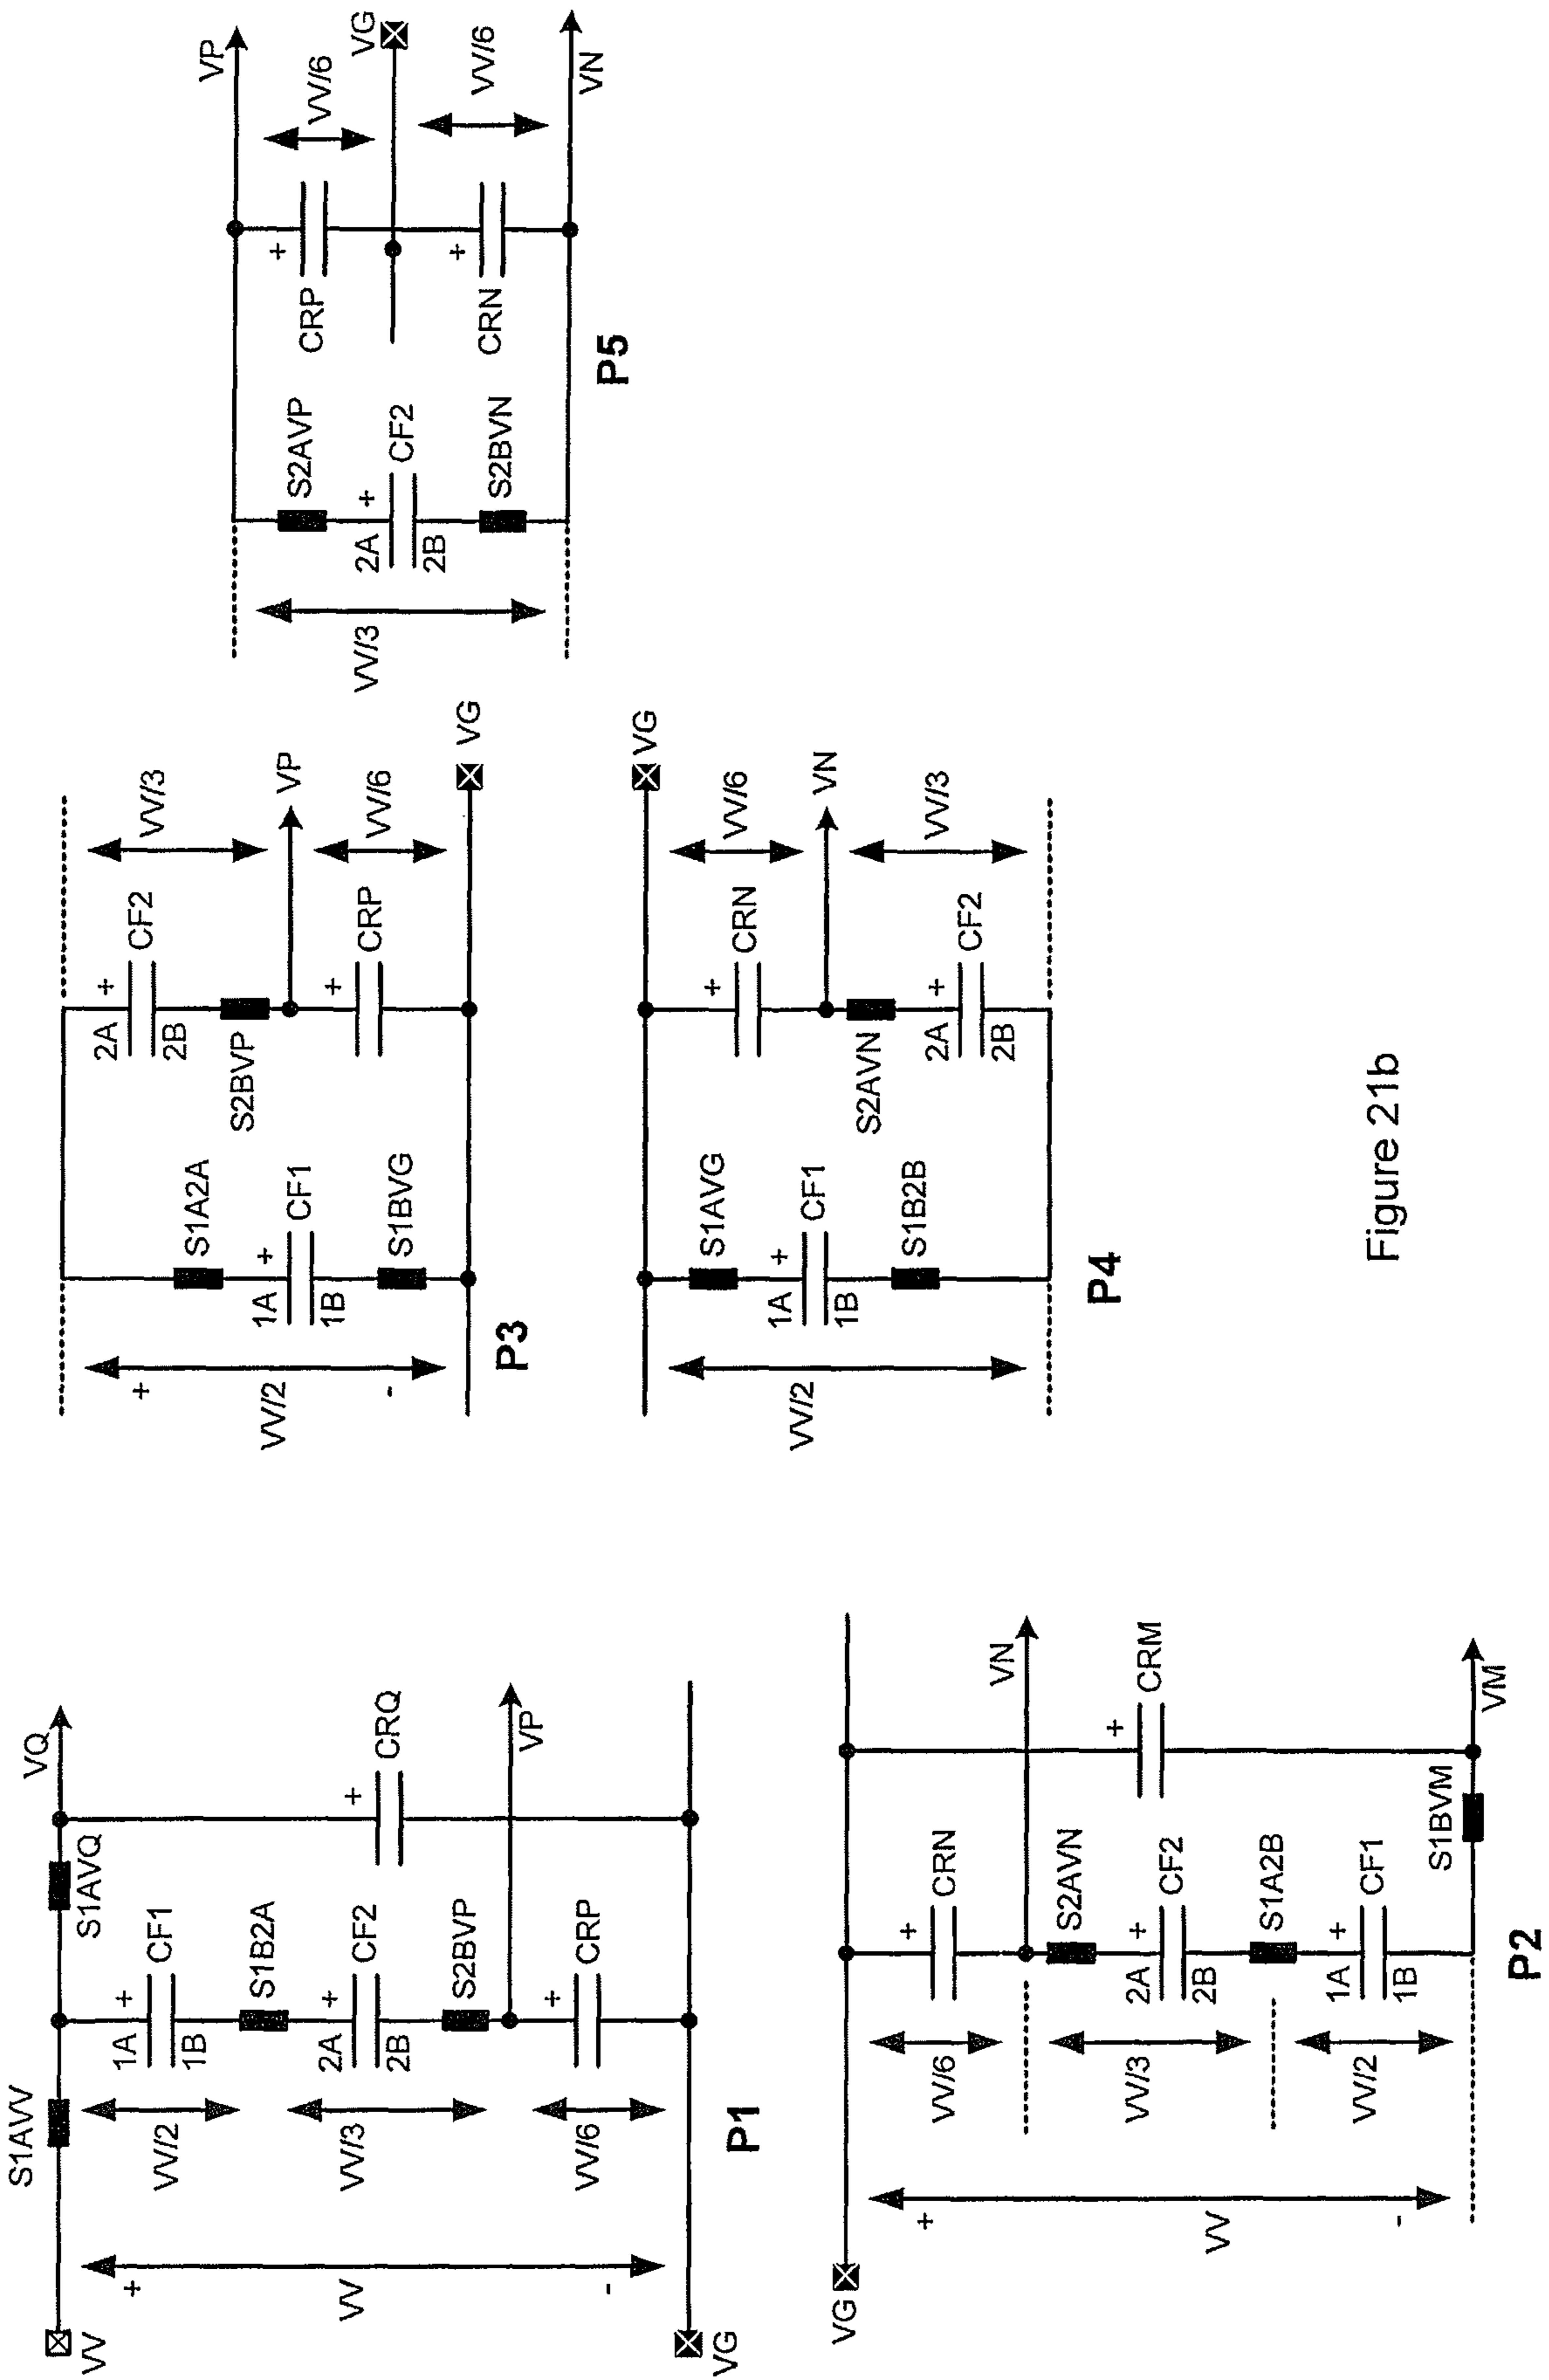 S1AVV
VV
+
VV
-
VG
VV/2
VV/3
VV/6
1A
+
1B
CF1
S1B2A
2A
+
2B
CF2
S2BVP
+
CRP
S1AVQ
VQ
+
CRQ
VP
P1
VG
+
VV
-
VV/6
VV/3
VV/2
+
CRN
VN
S2AVN
2A
+
2B
CF2
S1A2B
1A
+
1B
CF1
S1BVM
+
CRM
VM
P2
+
VV/2
-
S1A2A
1A
+
1B
CF1
S1BVG
2A
+
2B
CF2
S2BVP
+
CRP
VV/3
VP
VV/6
VG
P3
VV/2
S1AVG
1A
+
1B
CF1
S1B2B
+
CRN
S2AVN
2A
+
2B
CF2
VG
VV/6
VN
VV/3
P4
VV/3
S2AVP
2A
+
2B
CF2
S2BVN
+
CRP
+
CRN
VP
VV/6
VG
VV/6
VN
P5
Figure 21b